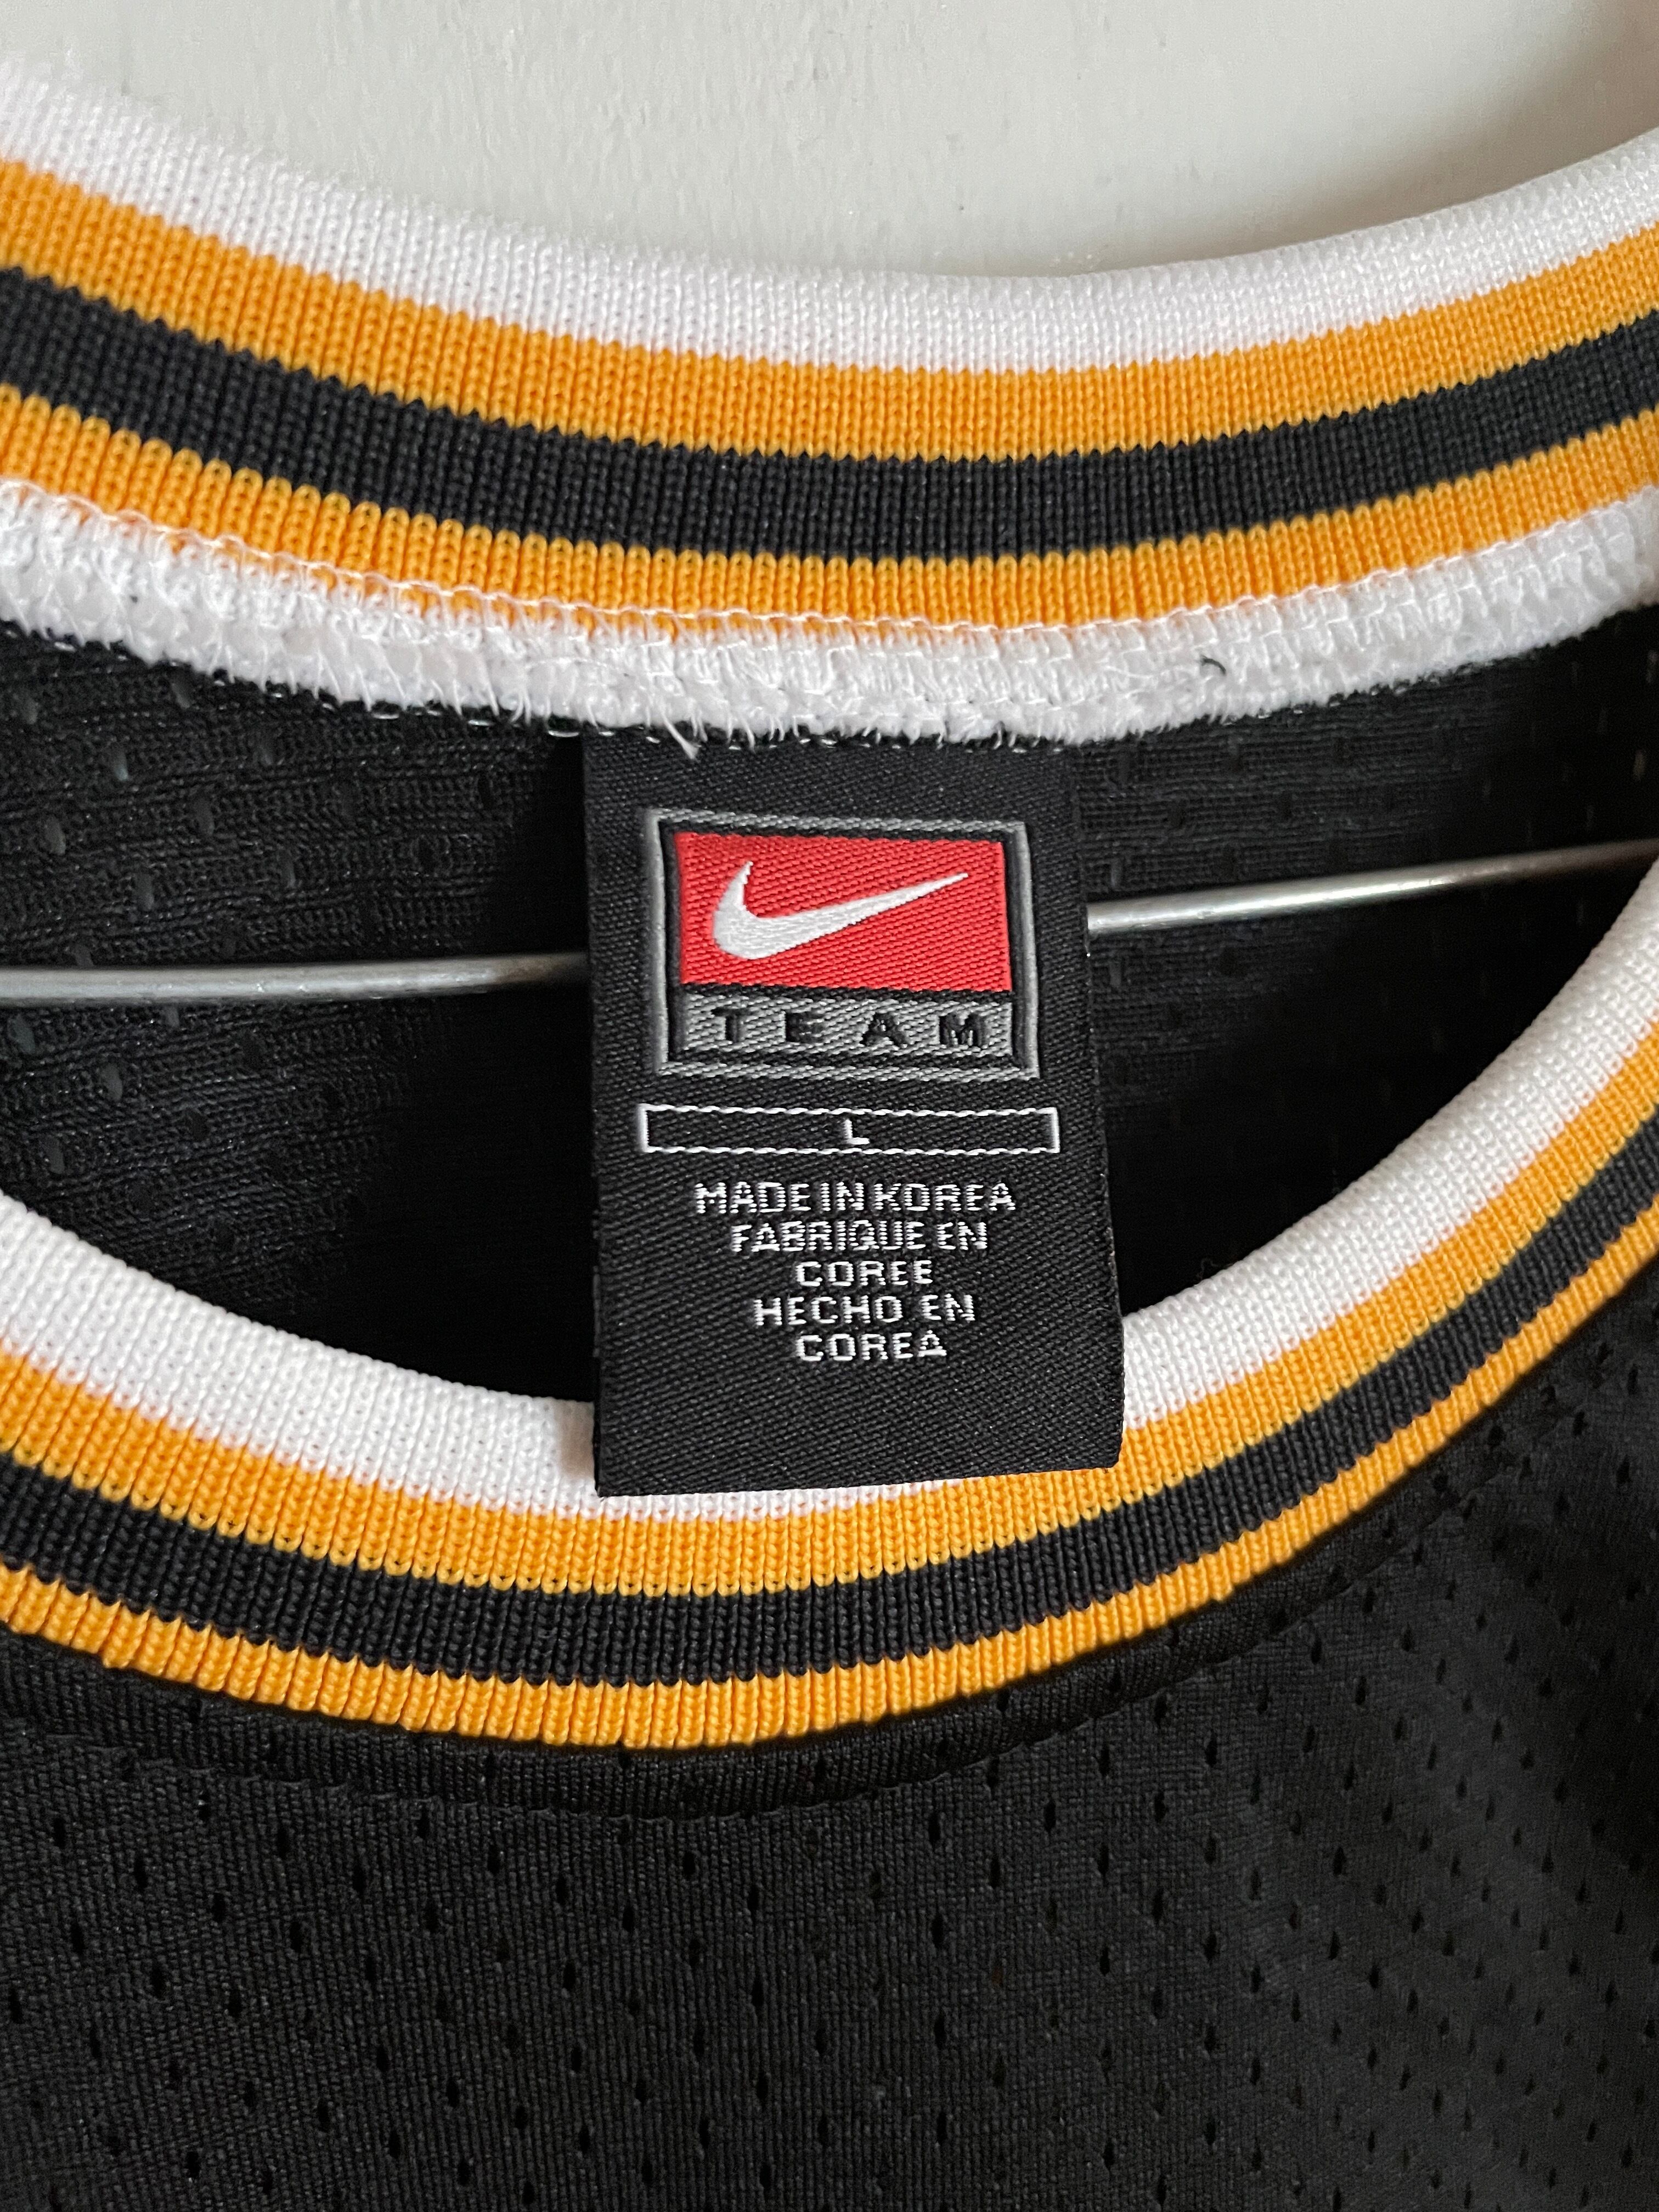 TEAM
L
MADE IN KOREA
FABRIQUE EN
COREE
HECHO EN
COREA